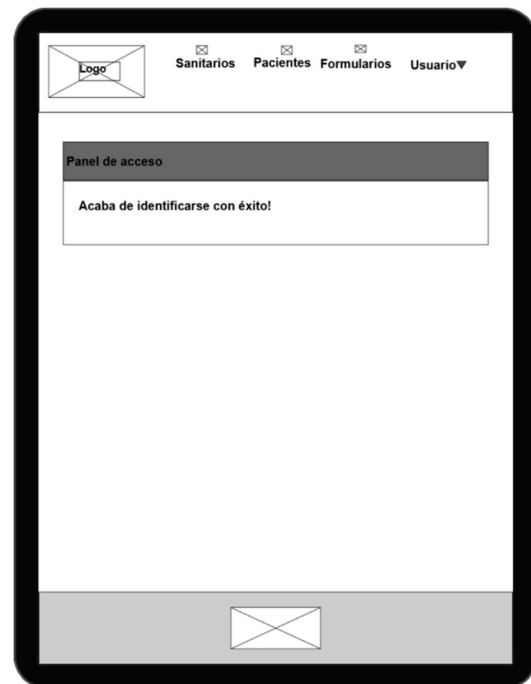 Logo
Sanitarios Pacientes Formularios Usuario▼
Panel de acceso
Acaba de identificarse con éxito!